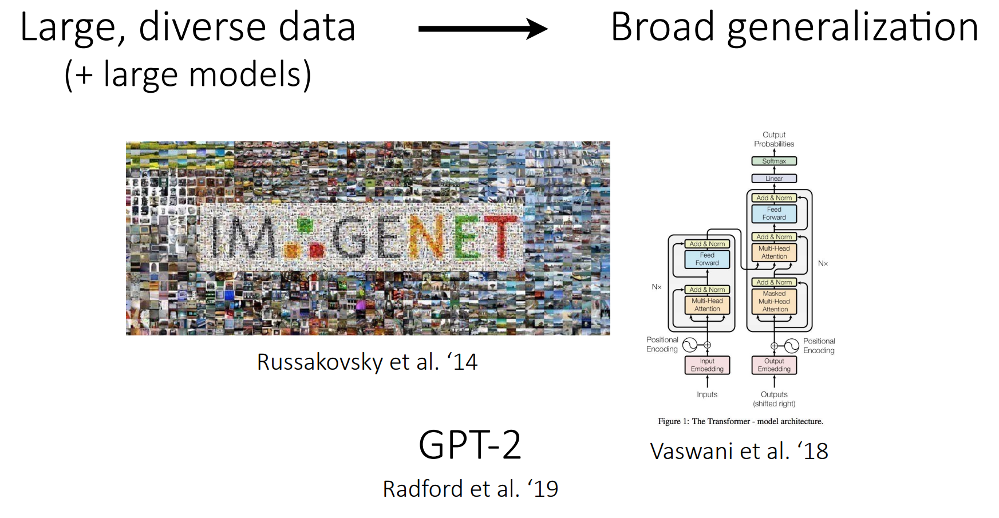 Large, diverse data
(+ large models)
Broad generalization
IMAGENET
Russakovsky et al. ‘14
Output
Probabilities
Softmax
Linear
Add & Norm
Feed
Forward
Add & Norm
Multi-Head
Attention
Add & Norm
Masked
Multi-Head
Attention
Nx
Add & Norm
Feed
Forward
Add & Norm
Multi-Head
Attention
Nx
Positional
Encoding
Positional
Encoding
Input
Embedding
Output
Embedding
Inputs
Outputs
(shifted right)
Figure 1: The Transformer - model architecture.
Vaswani et al. ‘18
GPT-2
Radford et al. ‘19